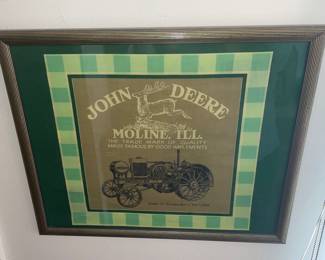 JOHN DEERE
MOLINE, ILL.
THE TRADE MARK OF QUALITY
MADE FAMOUS BY GOOD IMPLEMENTS